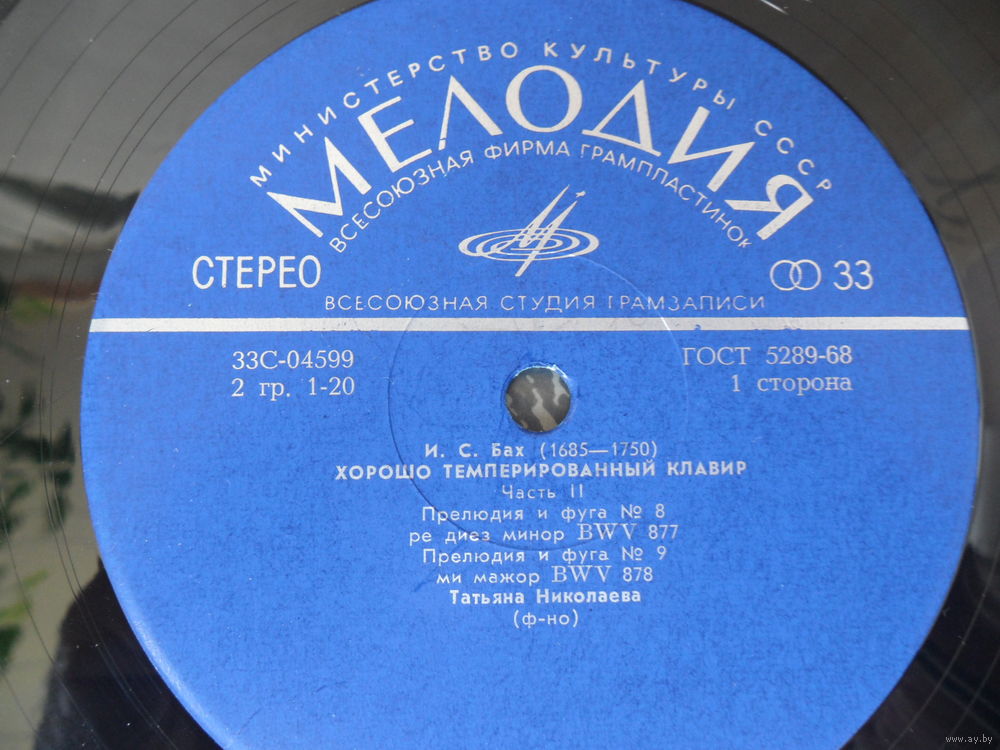 МИНИСТЕРСТВО КУЛЬТУРЫ СССР
МЕЛОДИЯ
ВСЕСОЮЗНАЯ ФИРМА ГРАМПЛАСТИНОК
СТЕРЕО
33
ВСЕСОЮЗНАЯ СТУДИЯ ГРАМЗАПИСИ
33С-04599
ГОСТ 5289-68
2 гр. 1-20
1 сторона
И. С. Бах (1685—1750)
ХОРОШО ТЕМПЕРИРОВАННЫЙ КЛАВИР
Часть II
Прелюдия и фуга № 8
ре диез минор BWV 877
Прелюдия и фуга № 9
ми мажор BWV 878
Татьяна Николаева
(ф-но)
www.ay.by